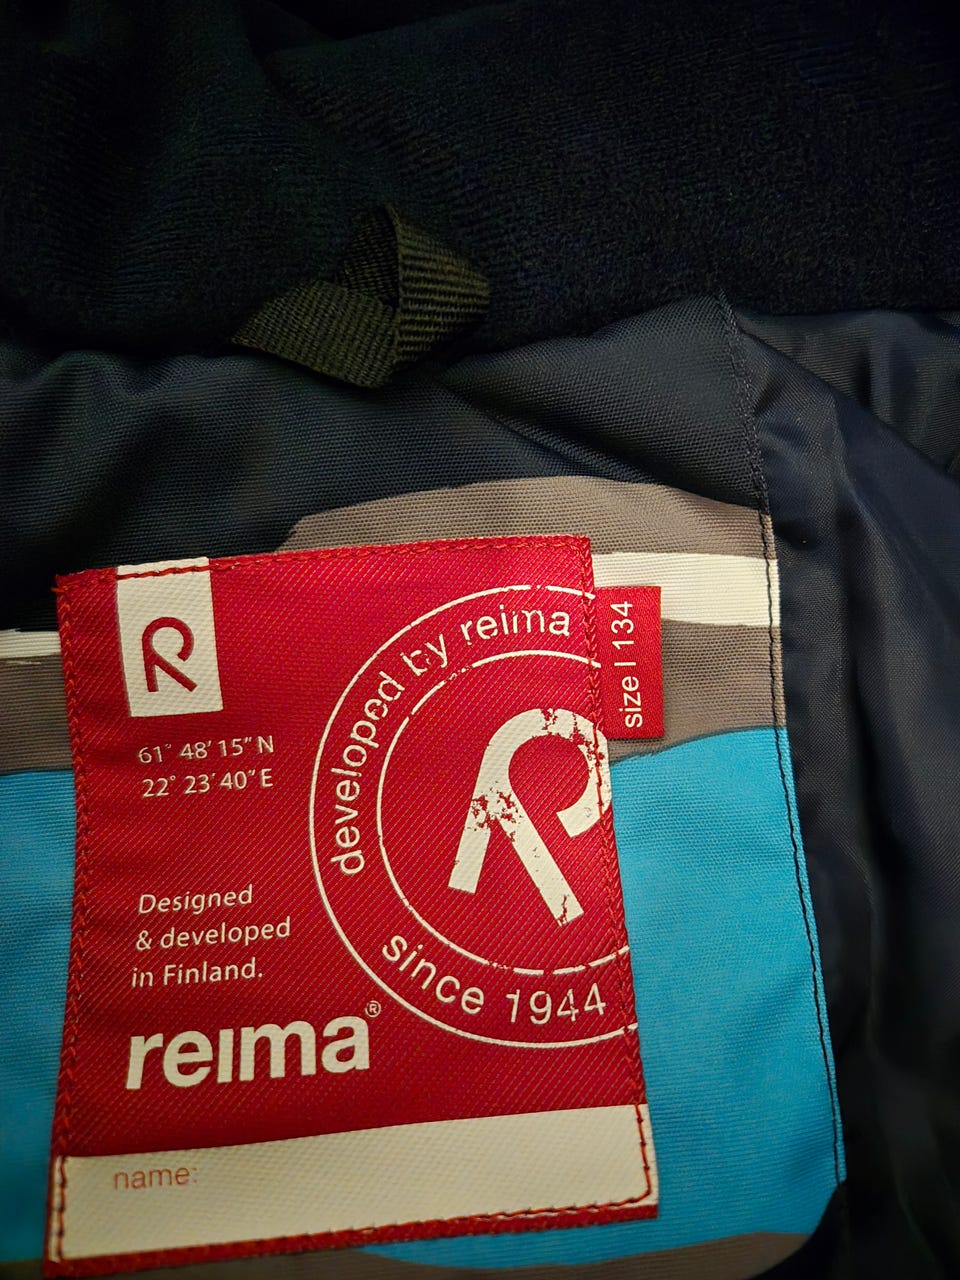 R
61° 48' 15" N
22° 23' 40" E
Designed
& developed
in Finland.
reima®
name:
developed by reima
R
since 1944
size | 134